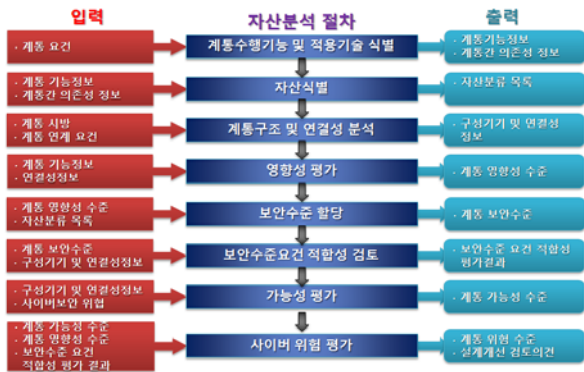 입력
자산분석 절차
출력
· 계통 요건
계통수행기능 및 적용기술 식별
· 계통기능정보
· 계통간 의존성 정보
· 계통 기능정보
· 계통간 의존성 정보
자산식별
· 자산분류 목록
· 계통 시방
· 계통 연계 요건
계통구조 및 연결성 분석
· 구성기기 및 연결성
정보
· 계통 기능정보
· 연결성정보
영향성 평가
· 계통 영향성 수준
· 계통 영향성 수준
· 자산분류 목록
보안수준 할당
· 계통 보안수준
· 계통 보안수준
· 구성기기 및 연결성정보
보안수준요건 적합성 검토
· 보안수준 요건 적합성
평가결과
· 구성기기 및 연결성정보
· 사이버보안 위협
가능성 평가
· 계통 가능성 수준
· 계통 가능성 수준
· 계통 영향성 수준
· 보안수준 요건
적합성 평가 결과
사이버 위험 평가
· 계통 위험 수준
· 설계개선 검토의견